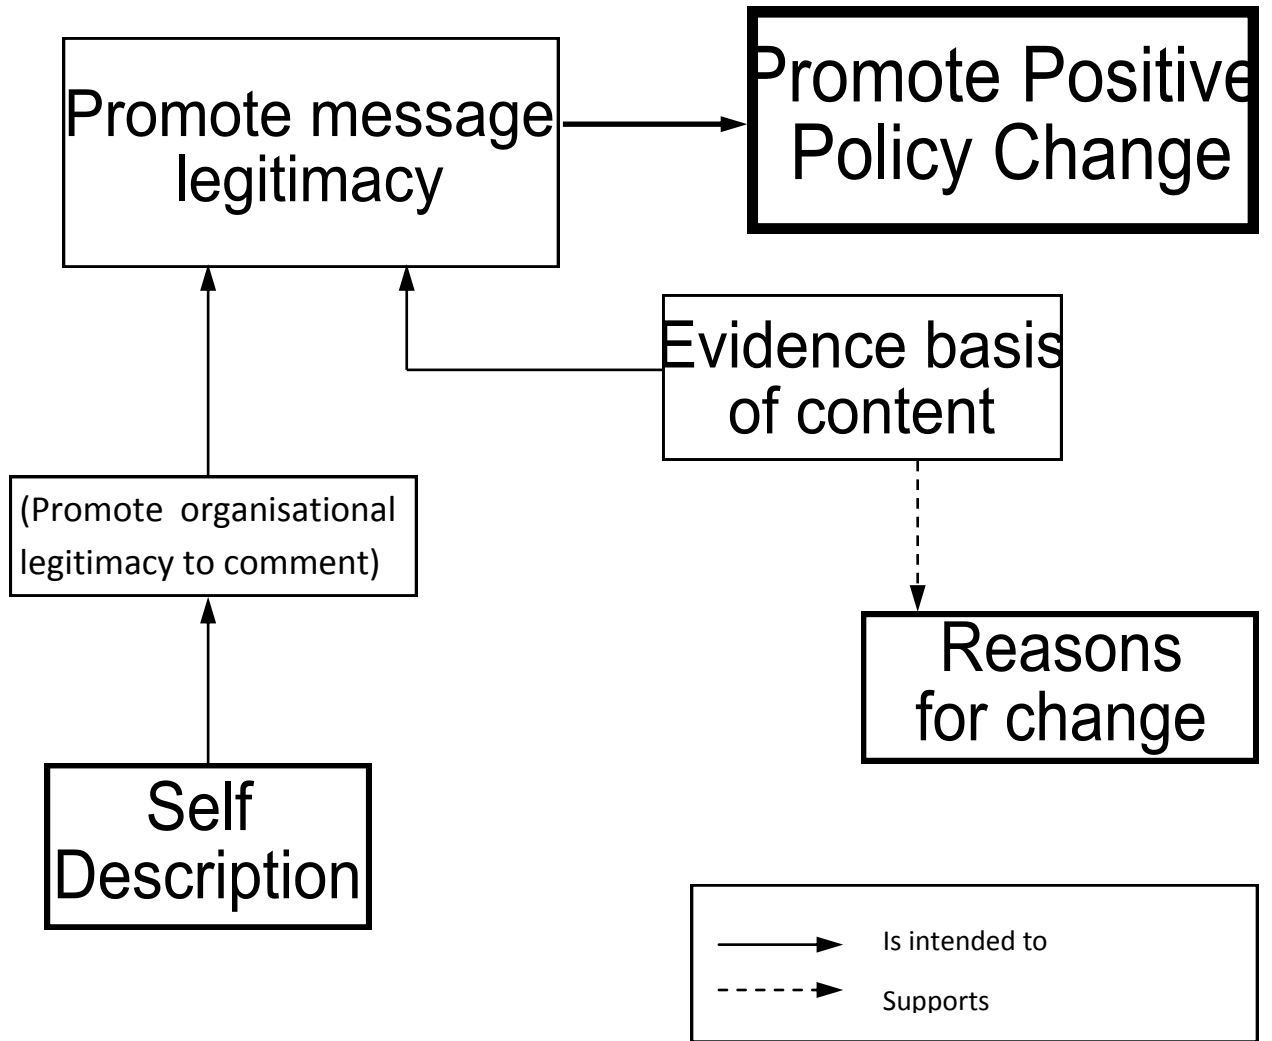 Promote Positive
Policy Change
Promote message
legitimacy
Evidence basis
of content
(Promote organisational
legitimacy to comment)
Reasons
for change
Self
Description
Is intended to
Supports